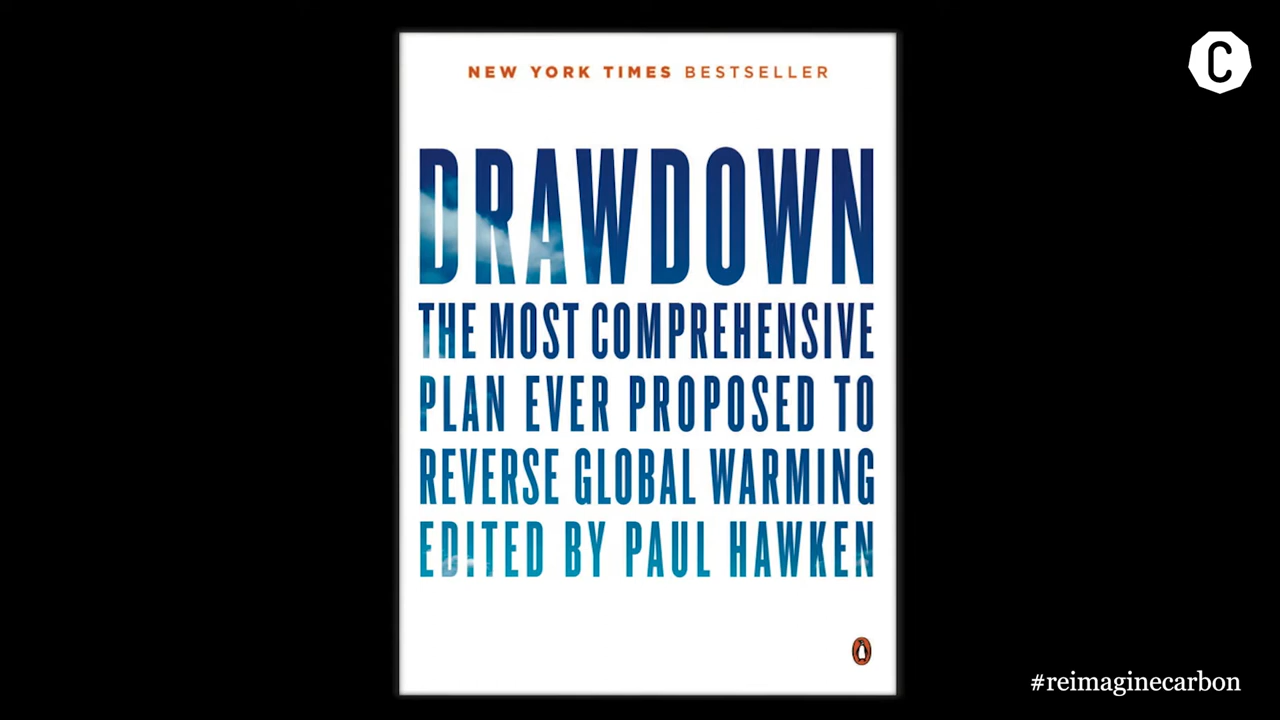 NEW YORK TIMES BESTSELLER
C
DRAWDOWN
THE MOST COMPREHENSIVE
PLAN EVER PROPOSED TO
REVERSE GLOBAL WARMING
EDITED BY PAUL HAWKEN
#reimaginecarbon